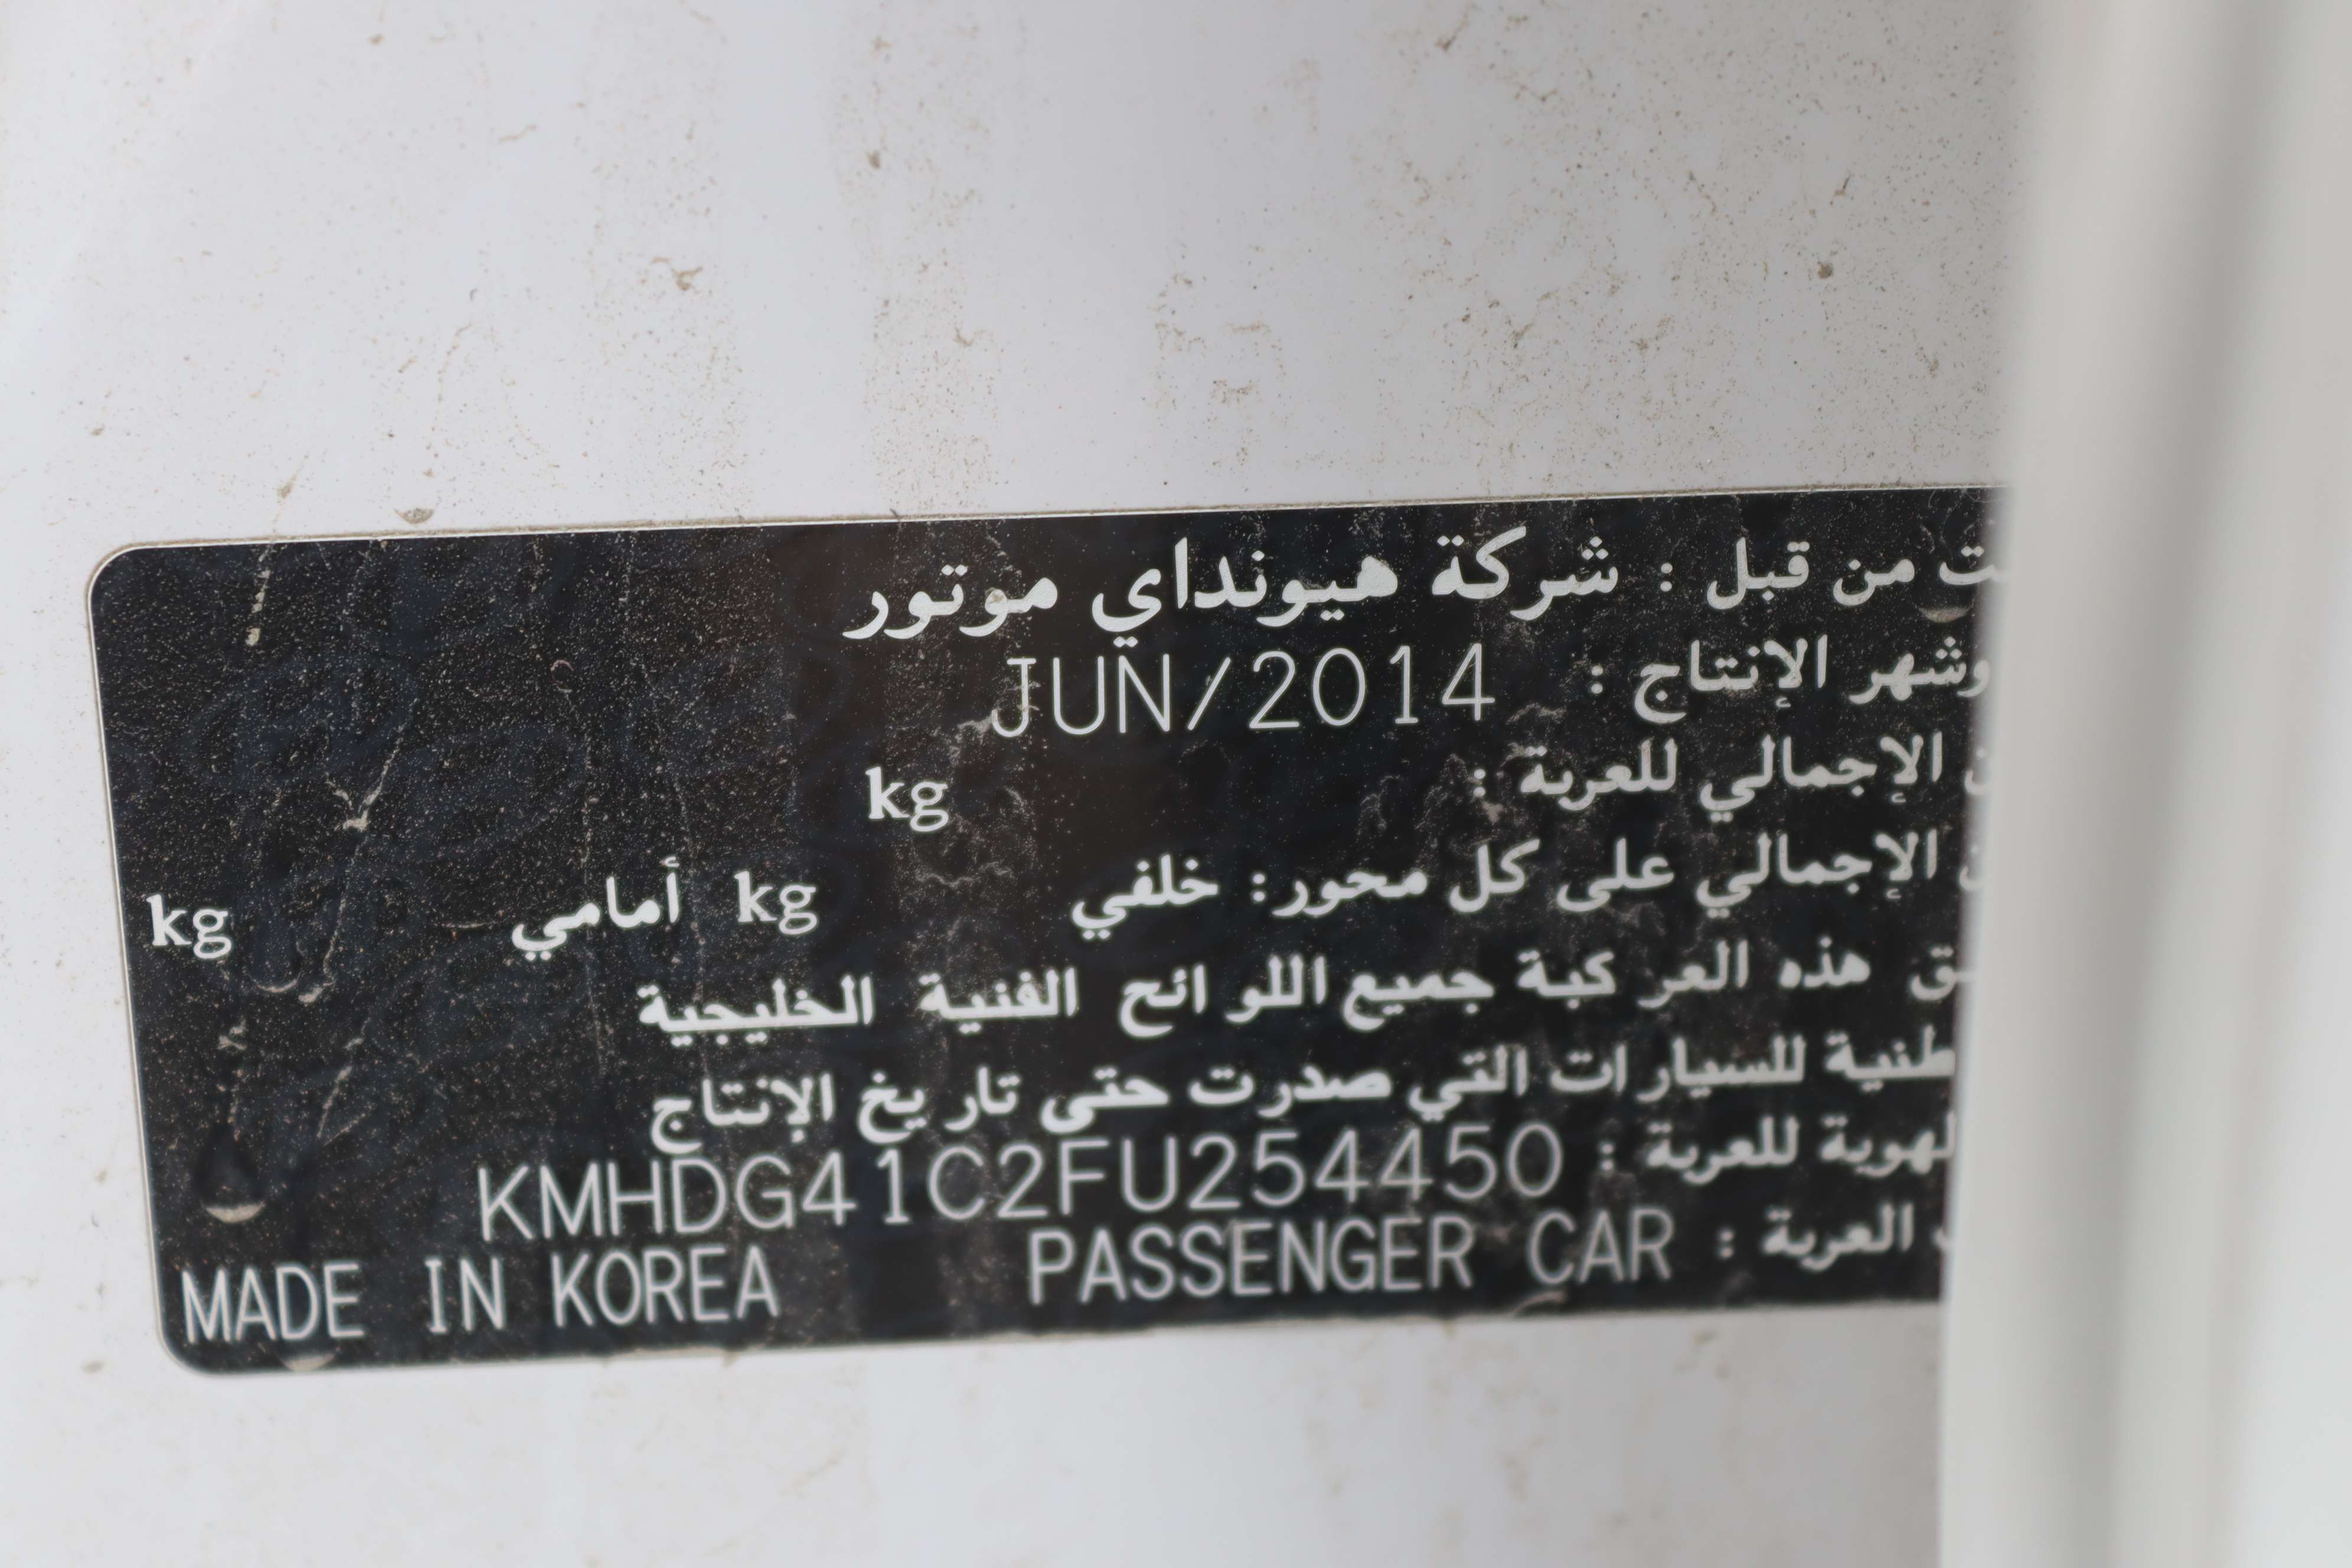 من قبل : شركة هيونداي موتور
وشهر الإنتاج : JUN/2014
الإجمالي للعربة : kg
الإجمالي على كل محور: خلفي kg أمامي kg
هذه العركبة جميع اللوائح الفنية الخليجية
للسيارات التي صدرت حتى تاريخ الإنتاج
للعربة : KMHDG41C2FU254450
العربة : PASSENGER CAR MADE IN KOREA